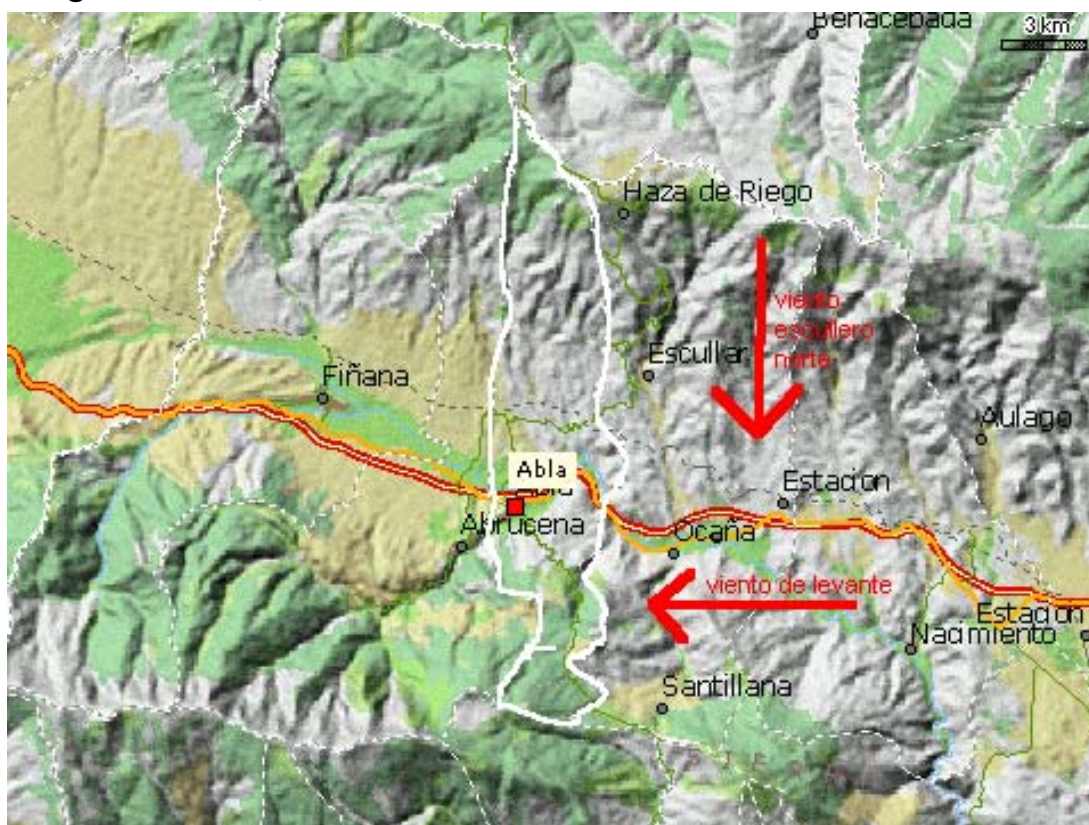 Benacebada
3 km
Haza de Riego
viento
escullero
norte
Escullar
Fiñana
Aulago
Abla
Estacion
Abrucena
Ocaña
viento de levante
Estacion
Nacimiento
Santillana